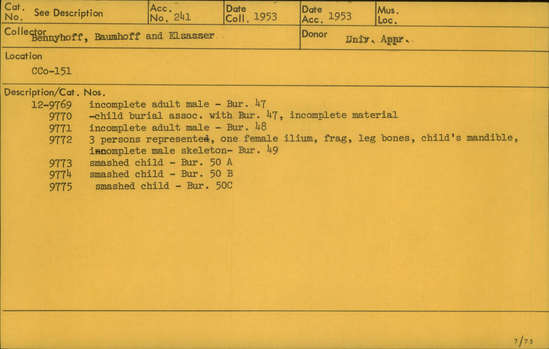 Cat. No. See Description Acc. No. 241 Date Coll. 1953 Date Acc. 1953 Mus. Loc.
Collector Bennyhoff, Baumhoff and Elsasser Donor Univ. Appr.
Location
CCo-151
Description/Cat. Nos.
12-9769 incomplete adult male - Bur. 47
9770 -child burial assoc. with Bur. 47, incomplete material
9771 incomplete adult male - Bur. 48
9772 3 persons represented, one female ilium, frag, leg bones, child's mandible,
incomplete male skeleton- Bur. 49
9773 smashed child - Bur. 50 A
9774 smashed child - Bur. 50 B
9775 smashed child - Bur. 50C
7/73